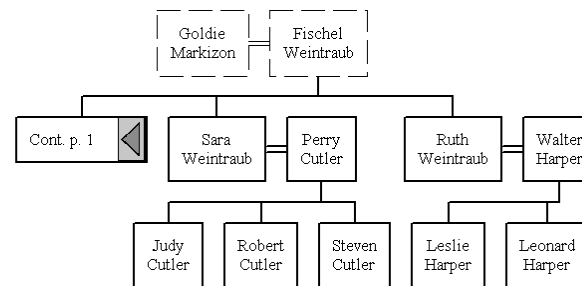 Goldie
Markizon
Fischel
Weintraub
Cont. p. 1
Sara
Weintraub
Perry
Cutler
Ruth
Weintraub
Walter
Harper
Judy
Cutler
Robert
Cutler
Steven
Cutler
Leslie
Harper
Leonard
Harper